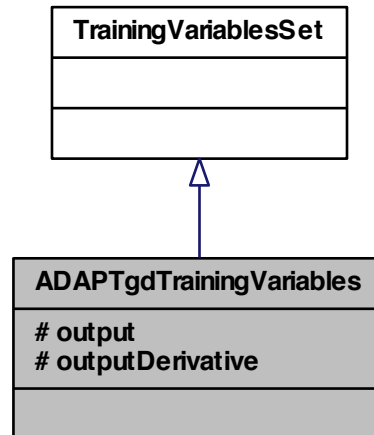 TrainingVariablesSet
ADAPTgdTrainingVariables
# output
# outputDerivative